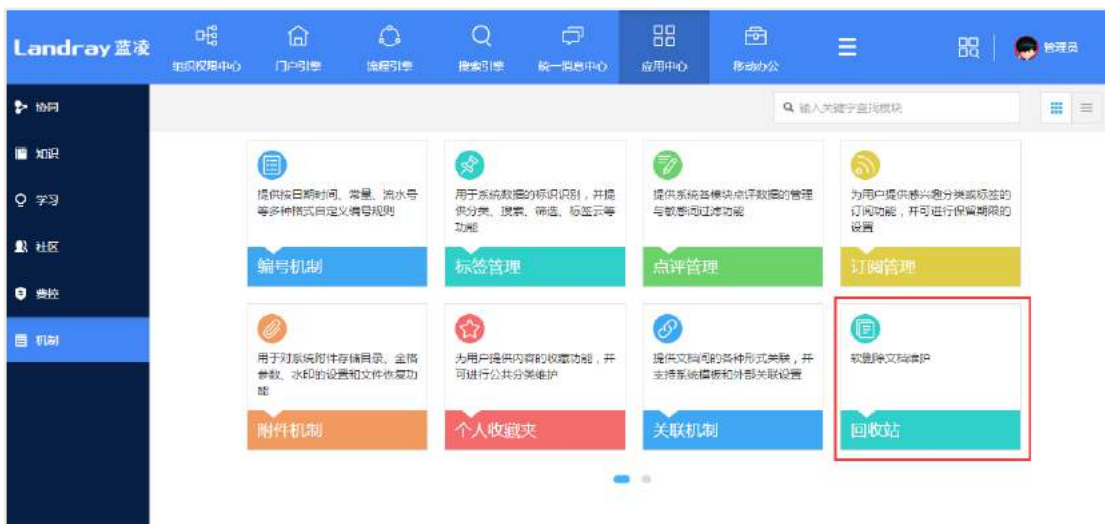 Landray 蓝凌
组织权限中心
门户引擎
流程引擎
搜索引擎
统一消息中心
应用中心
移动办公
管理员
输入关键字查找模块
协同
知识
学习
社区
费控
机制
提供按日期时间、常量、流水号
等多种格式自定义编号规则
编号机制
用于系统数据的标识识别,并提
供分类、搜索、筛选、标签云等
功能
标签管理
提供系统各模块点评数据的管理
与敏感词过滤功能
点评管理
为用户提供感兴趣分类或标签的
订阅功能,并可进行保留期限的
设置
订阅管理
用于对系统附件存储目录、金格
参数、水印的设置和文件恢复功
能
附件机制
为用户提供内容的收藏功能,并
可进行公共分类维护
个人收藏夹
提供文档间的各种形式关联,并
支持系统模板和外部关联设置
关联机制
软删除文档维护
回收站